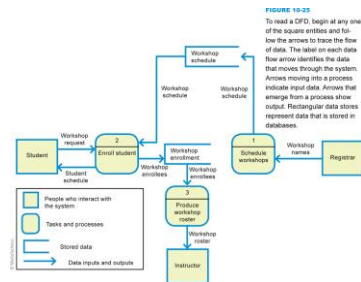 FIGURE 10-25
To read a DFD, begin at any one
of the square entities and fol-
low the arrows to trace the flow
of data. The label on each data
flow arrow identifies the data
that moves through the system.
Arrows moving into a process
indicate input data. Arrows that
emerge from a process show
output. Rectangular data stores
represent data that is stored in
databases.
Workshop
schedule
Workshop
schedule
Workshop
schedule
Student
Workshop
request
Student
schedule
2
Enroll student
Workshop
enrollees
Workshop
enrollment
Workshop
enrollees
1
Schedule
workshops
Workshop
names
Registrar
3
Produce
workshop
roster
Workshop
roster
Instructor
People who interact with
the system
Tasks and processes
Stored data
Data inputs and outputs